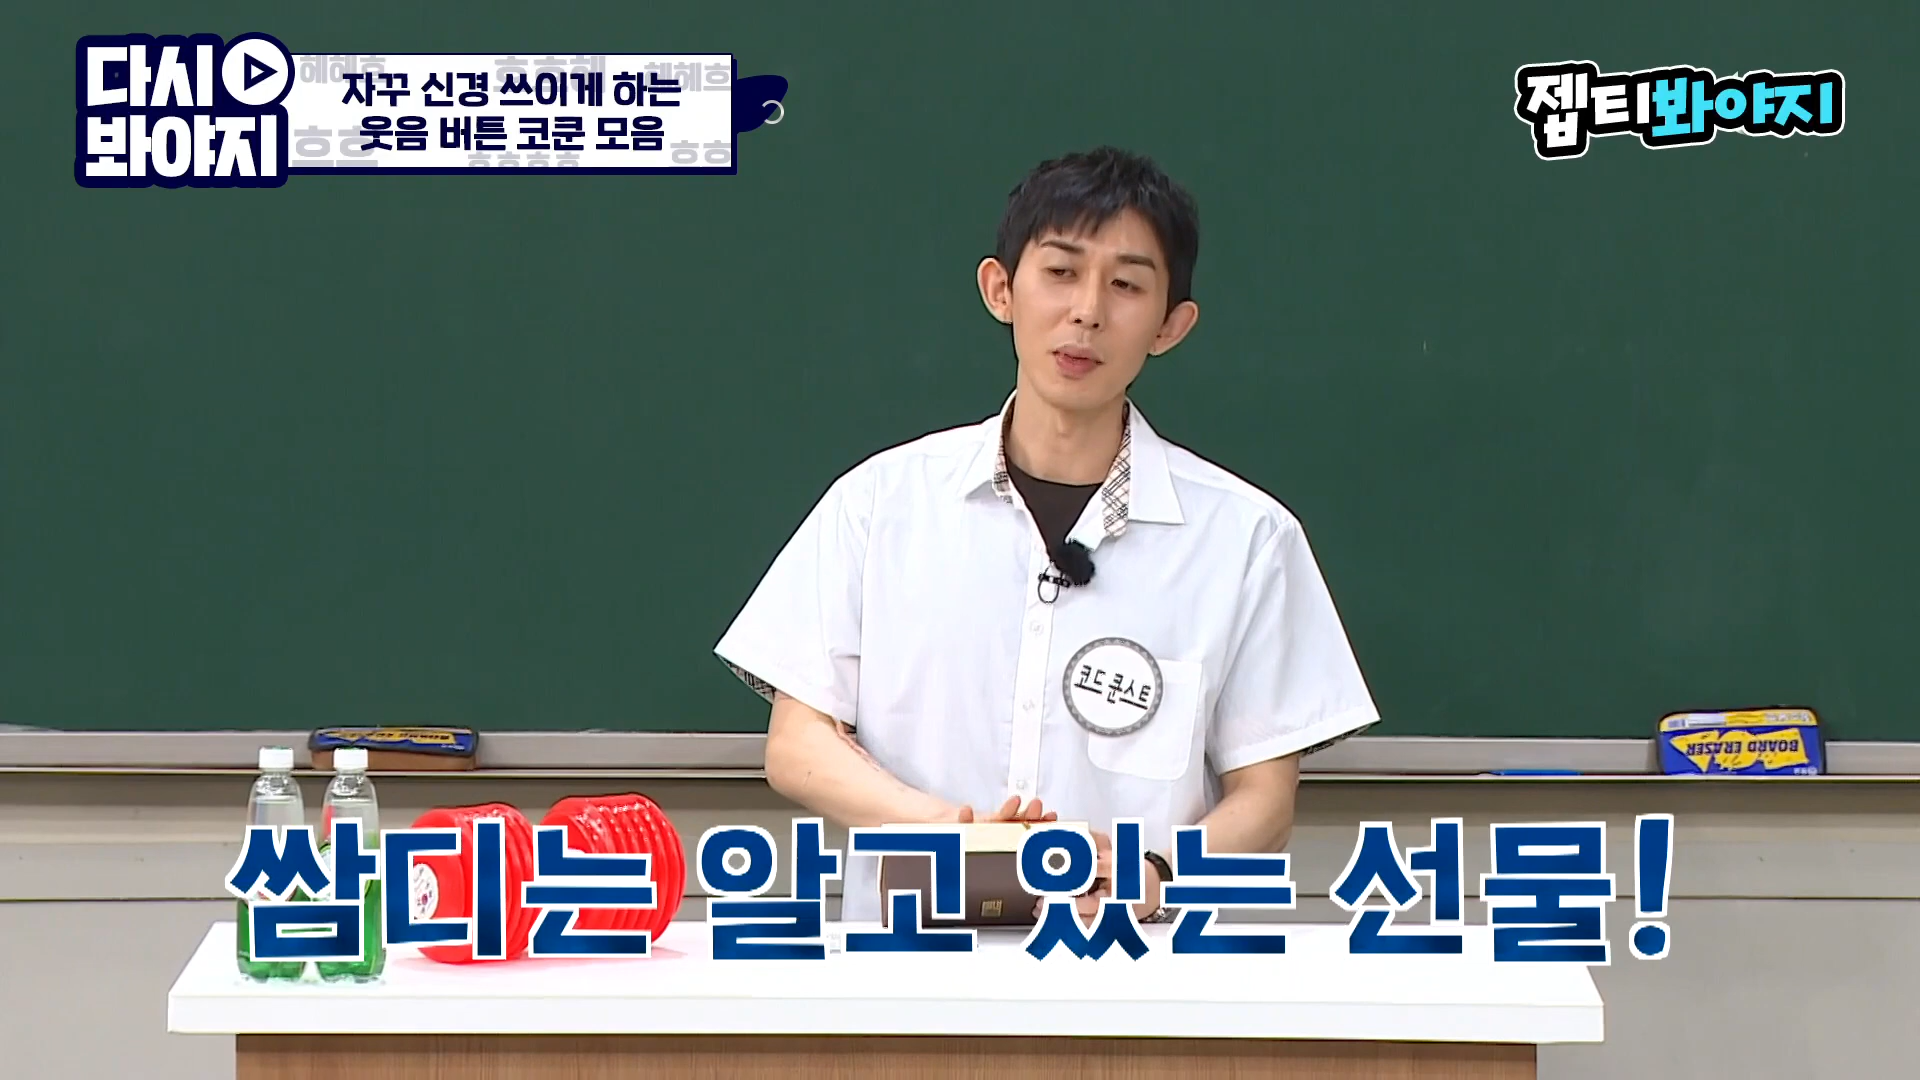 다시
봐야지
자꾸 신경 쓰이게 하는
웃음 버튼 코쿤 모음
젭티봐야지
코드 쿤스트
BOARD ERASER
쌈디는 알고 있는 선물!